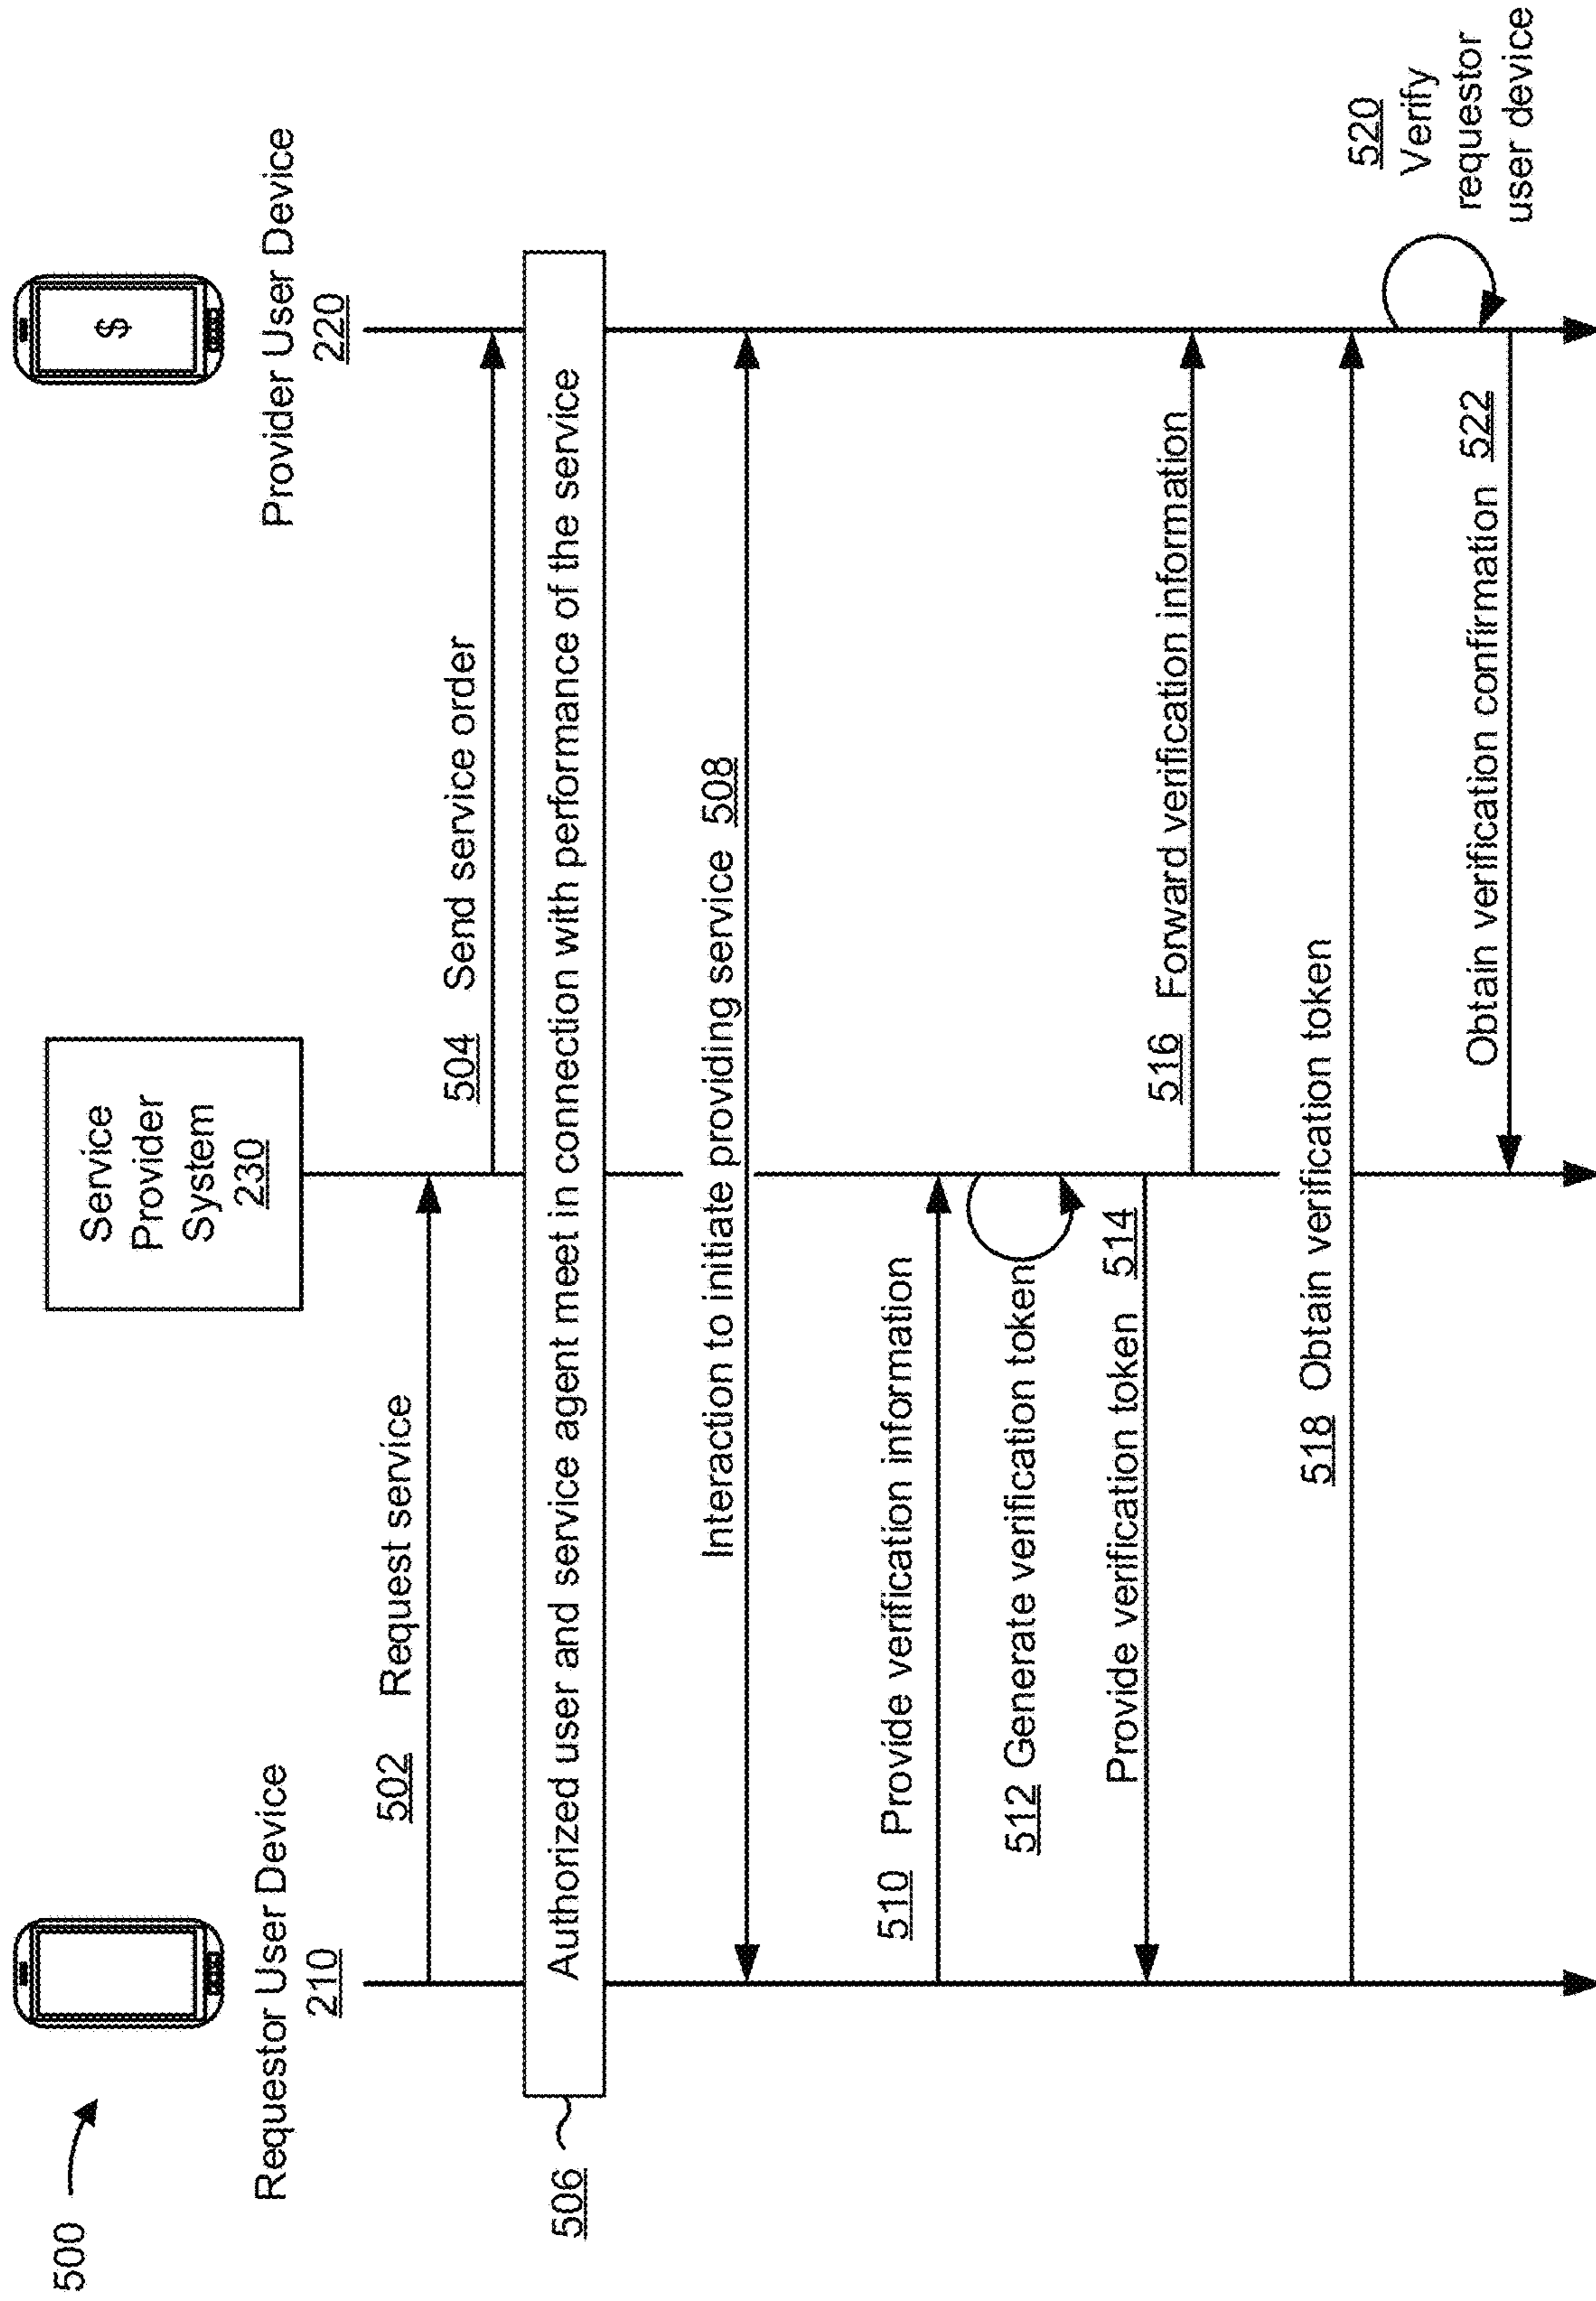 500
Requestor User Device
210
Service
Provider
System
230
$
Provider User Device
220
502 Request service
504 Send service order
506
Authorized user and service agent meet in connection with performance of the service
Interaction to initiate providing service 508
510 Provide verification information
512 Generate verification token
Provide verification token 514
516 Forward verification information
518 Obtain verification token
520
Verify
requestor
user device
Obtain verification confirmation 522